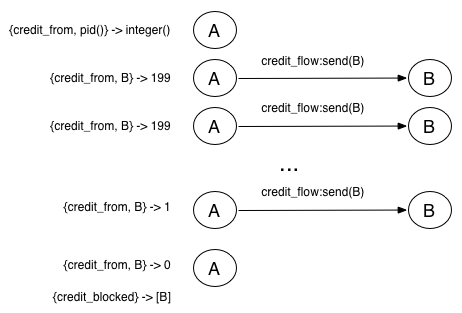 {credit_from, pid()} -> integer() A
credit_flow:send(B)
{credit_from, B} -> 199 A B
credit_flow:send(B)
{credit_from, B} -> 199 A B
...
credit_flow:send(B)
{credit_from, B} -> 1 A B
{credit_from, B} -> 0 A
{credit_blocked} -> [B]